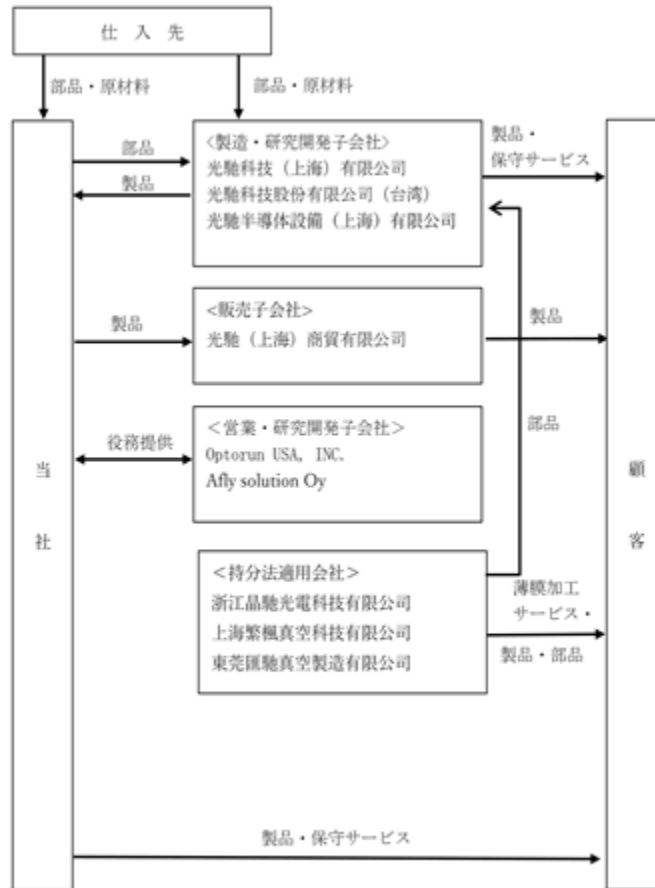 仕 入 先
部品・原材料
部品・原材料
部品
製品
<製造・研究開発子会社>
光馳科技（上海）有限公司
光馳科技股份有限公司（台湾）
光馳半導体設備（上海）有限公司
製品・
保守サービス
製品
<販売子会社>
光馳（上海）商貿有限公司
製品
部品
役務提供
＜営業・研究開発子会社＞
Optorun USA, INC.
Afly solution Oy
当
社
顧
客
＜持分法適用会社＞
浙江晶馳光電科技有限公司
上海繁楓真空科技有限公司
東莞匯馳真空製造有限公司
薄膜加工
サービス・
製品・部品
製品・保守サービス